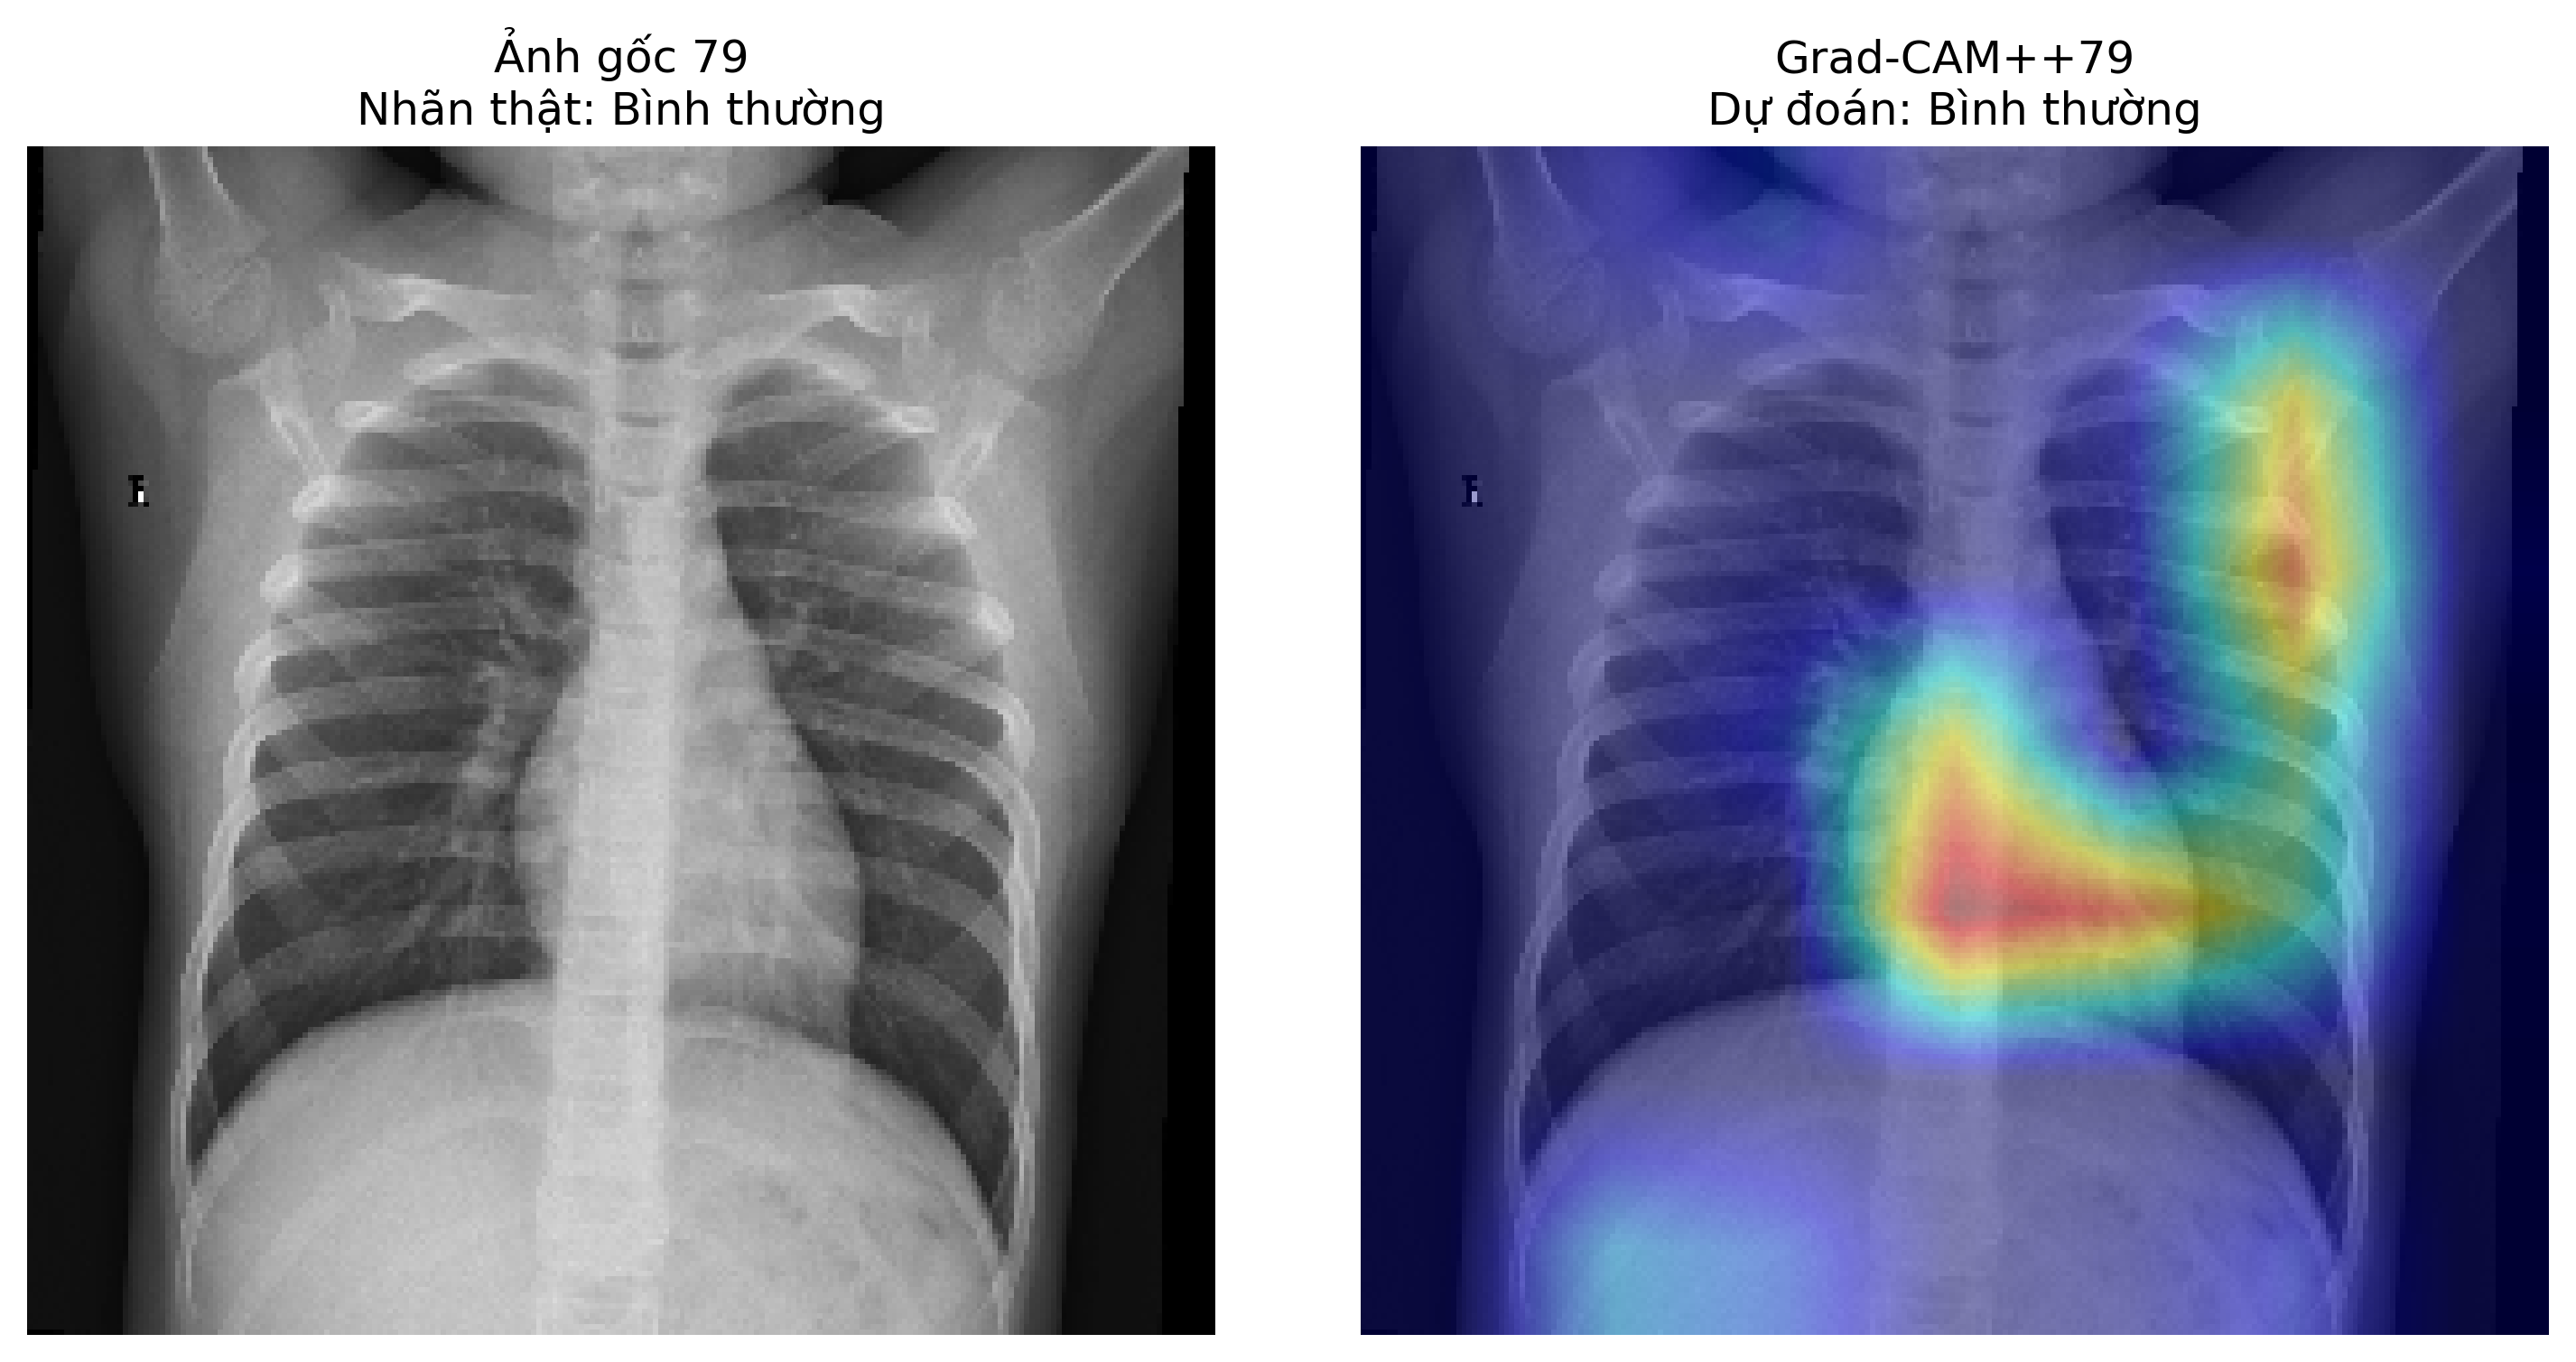 Ảnh gốc 79
Nhãn thật: Bình thường
Grad-CAM++79
Dự đoán: Bình thường